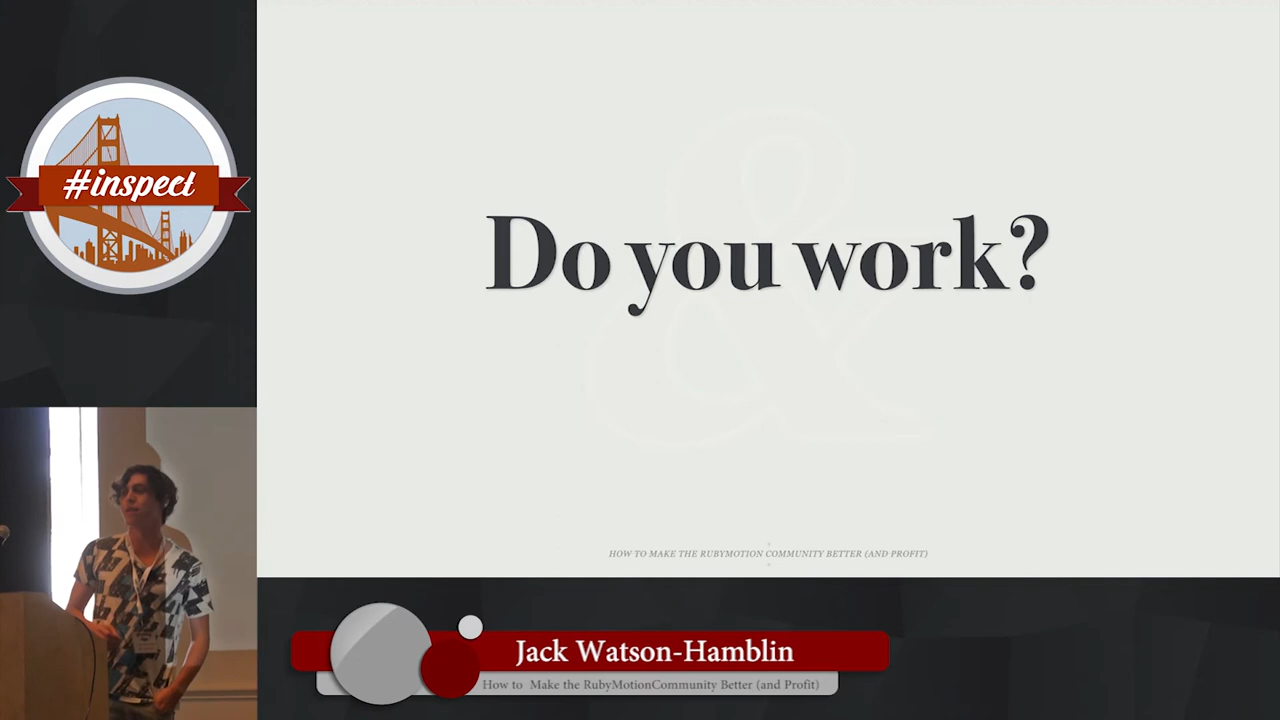 #inspect
Do you work?
HOW TO MAKE THE RUBYMOTION COMMUNITY BETTER (AND PROFIT)
Jack Watson-Hamblin
How to Make the RubyMotionCommunity Better (and Profit)